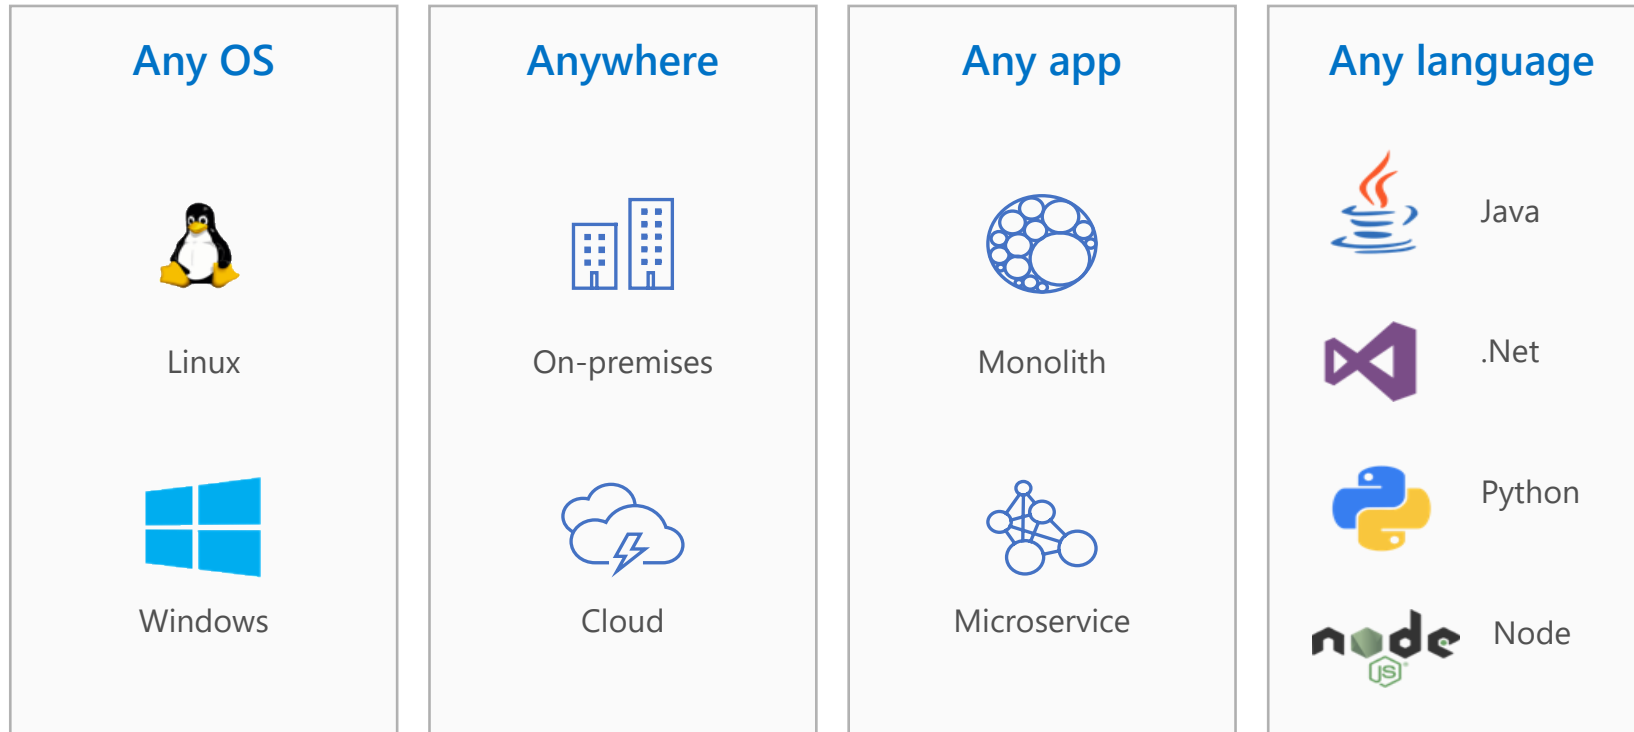 Any OS
Linux
Windows
Anywhere
On-premises
Cloud
Any app
Monolith
Microservice
Any language
Java
.Net
Python
node
JS
Node